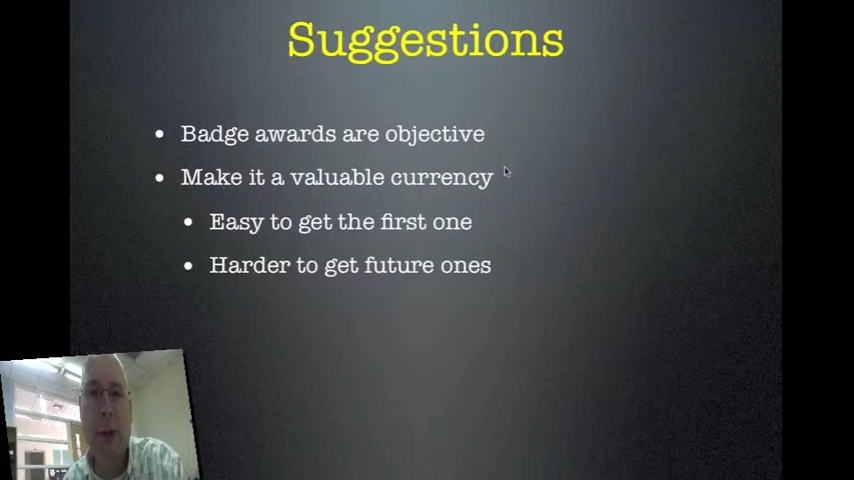 Suggestions
• Badge awards are objective
• Make it a valuable currency
• Easy to get the first one
• Harder to get future ones